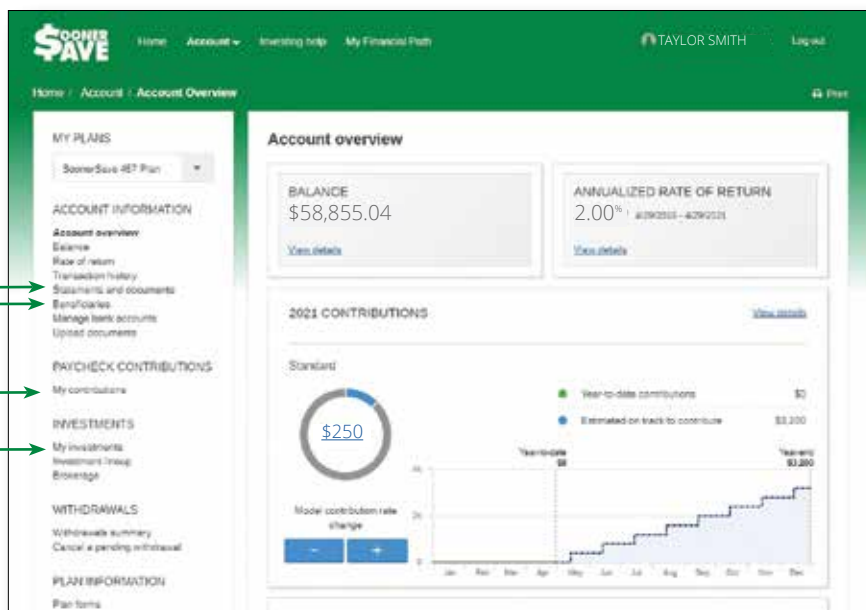 SOONER
$AVE
Home Account Investing help My Financial Path
TAYLOR SMITH
Log out
Home / Account / Account Overview
Print
MY PLANS
SoonerSave 457 Plan
ACCOUNT INFORMATION
Account overview
Balance
Rate of return
Transaction history
Statements and documents
Beneficiaries
Manage bank accounts
Upload documents
PAYCHECK CONTRIBUTIONS
My contributions
INVESTMENTS
My investments
Investment lineup
Brokerage
WITHDRAWALS
Withdrawals summary
Cancel a pending withdrawal
PLAN INFORMATION
Plan forms
Account overview
BALANCE
$58,855.04
View details
ANNUALIZED RATE OF RETURN
2.00%
View details
2021 CONTRIBUTIONS
View details
Standard
$250
Model contribution rate
change
- +
Year-to-date contributions $0
Estimated on track to contribute $3,200
Year-to-date
$0
Year-end
$3,200
4k
2k
0
Jan Feb Mar Apr May Jun Jul Aug Sep Oct Nov Dec